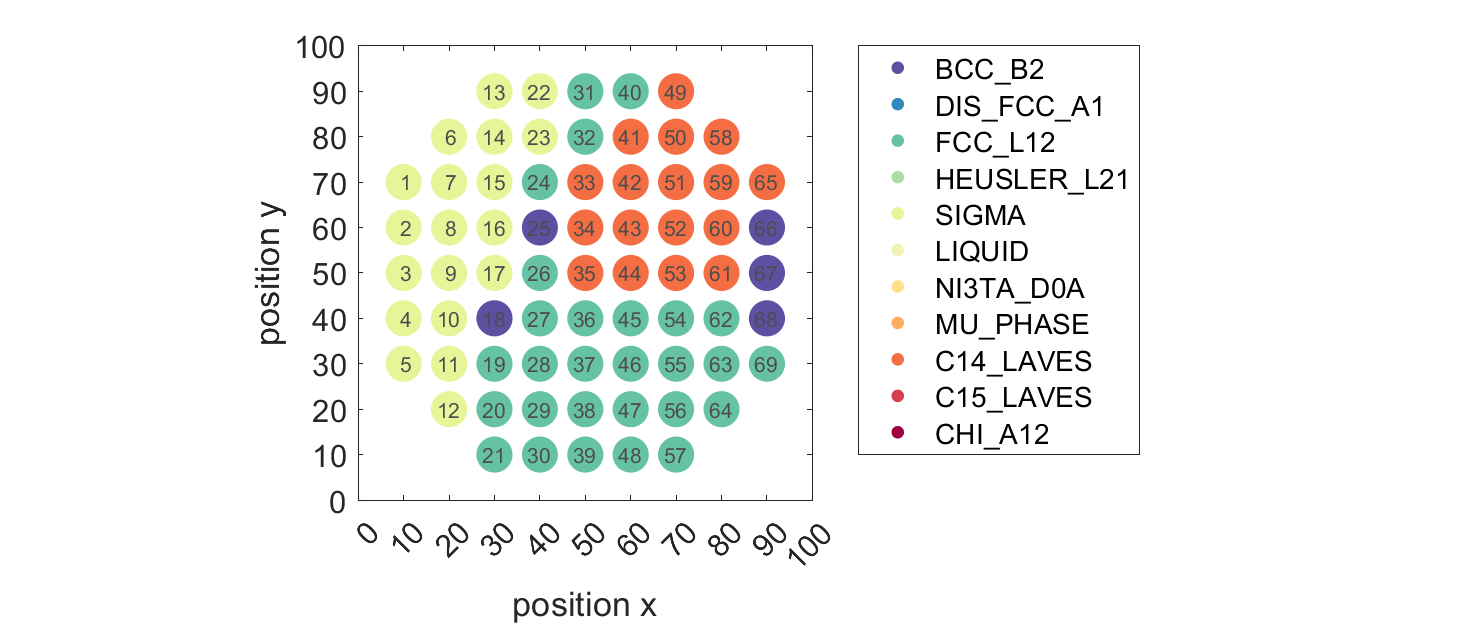 100
90
80
70
60
50
40
30
20
10
0
position y
13 22 31 40 49
6 14 23 32 41 50 58
1 7 15 24 33 42 51 59 65
2 8 16 25 34 43 52 60 66
3 9 17 26 35 44 53 61 67
4 10 18 27 36 45 54 62 68
5 11 19 28 37 46 55 63 69
12 20 29 38 47 56 64
21 30 39 48 57
0 10 20 30 40 50 60 70 80 90 100
position x
BCC_B2
DIS_FCC_A1
FCC_L12
HEUSLER_L21
SIGMA
LIQUID
NI3TA_D0A
MU_PHASE
C14_LAVES
C15_LAVES
CHI_A12